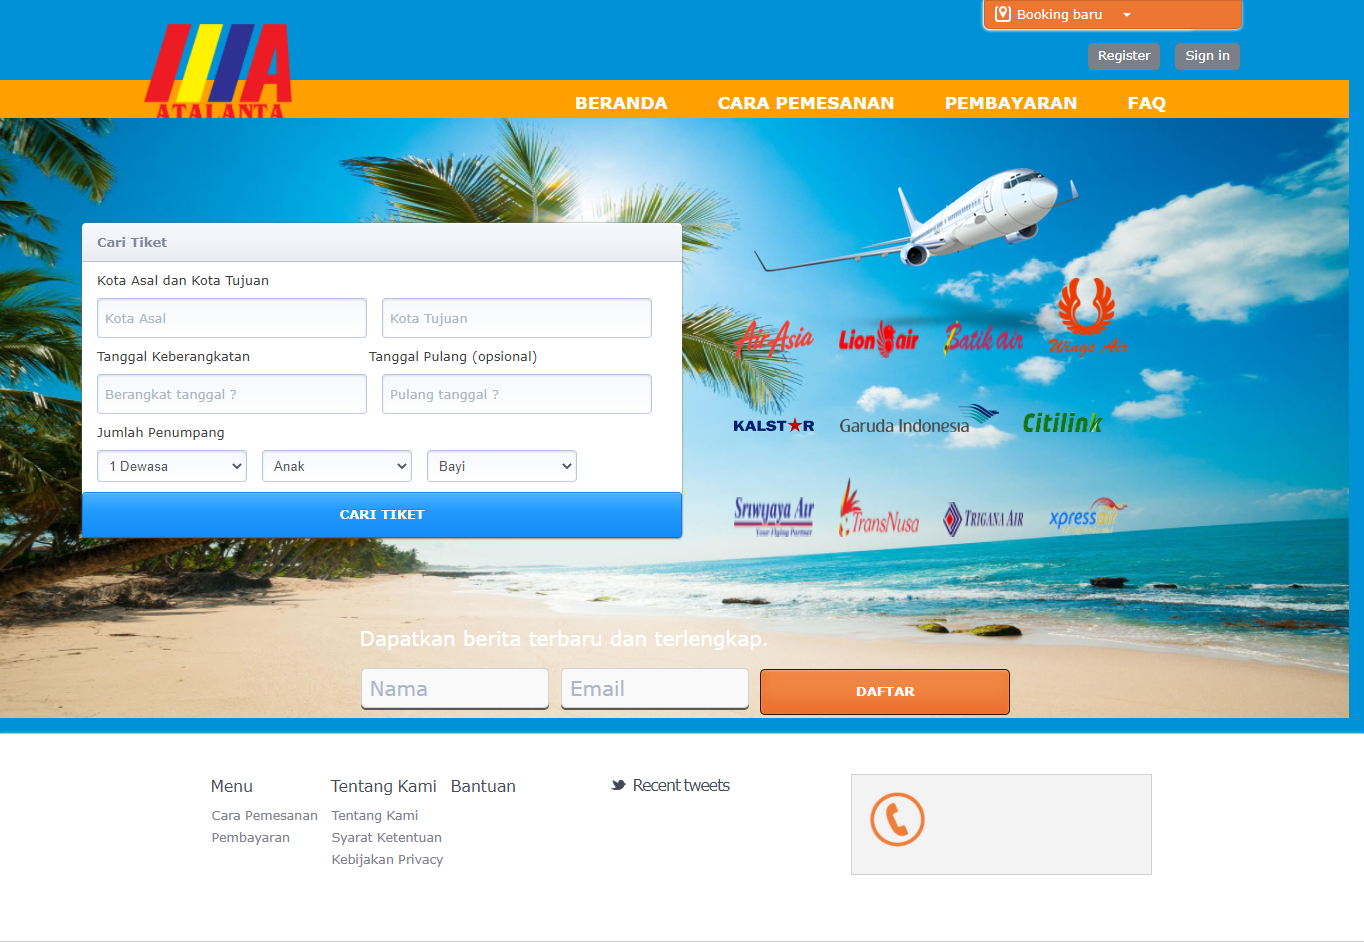 Booking baru
Register Sign in
ATALANTA
BERANDA CARA PEMESANAN PEMBAYARAN FAQ
Cari Tiket
Kota Asal dan Kota Tujuan
Kota Asal Kota Tujuan
Tanggal Keberangkatan Tanggal Pulang (opsional)
Berangkat tanggal ? Pulang tanggal ?
Jumlah Penumpang
1 Dewasa Anak Bayi
CARI TIKET
AirAsia Lion air Batik Air Wings Air
KALSTAR Garuda Indonesia Citilink
Sriwijaya Air TransNusa TRIGANA AIR xpressair
Your Flying Partner
Dapatkan berita terbaru dan terlengkap.
Nama Email DAFTAR
Menu Tentang Kami Bantuan Recent tweets
Cara Pemesanan Tentang Kami
Pembayaran Syarat Ketentuan
Kebijakan Privacy